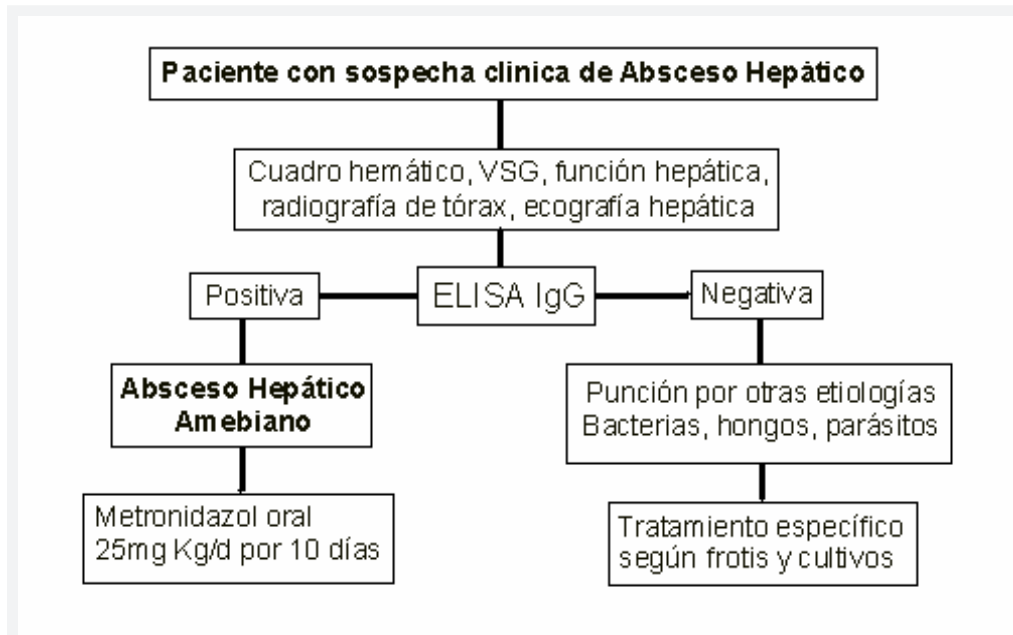 Paciente con sospecha clinica de Absceso Hepático
Cuadro hemático, VSG, función hepática,
radiografía de tórax, ecografía hepática
Positiva
ELISA IgG
Negativa
Absceso Hepático
Amebiano
Punción por otras etiologías
Bacterias, hongos, parásitos
Metronidazol oral
25mg Kg/d por 10 días
Tratamiento específico
según frotis y cultivos